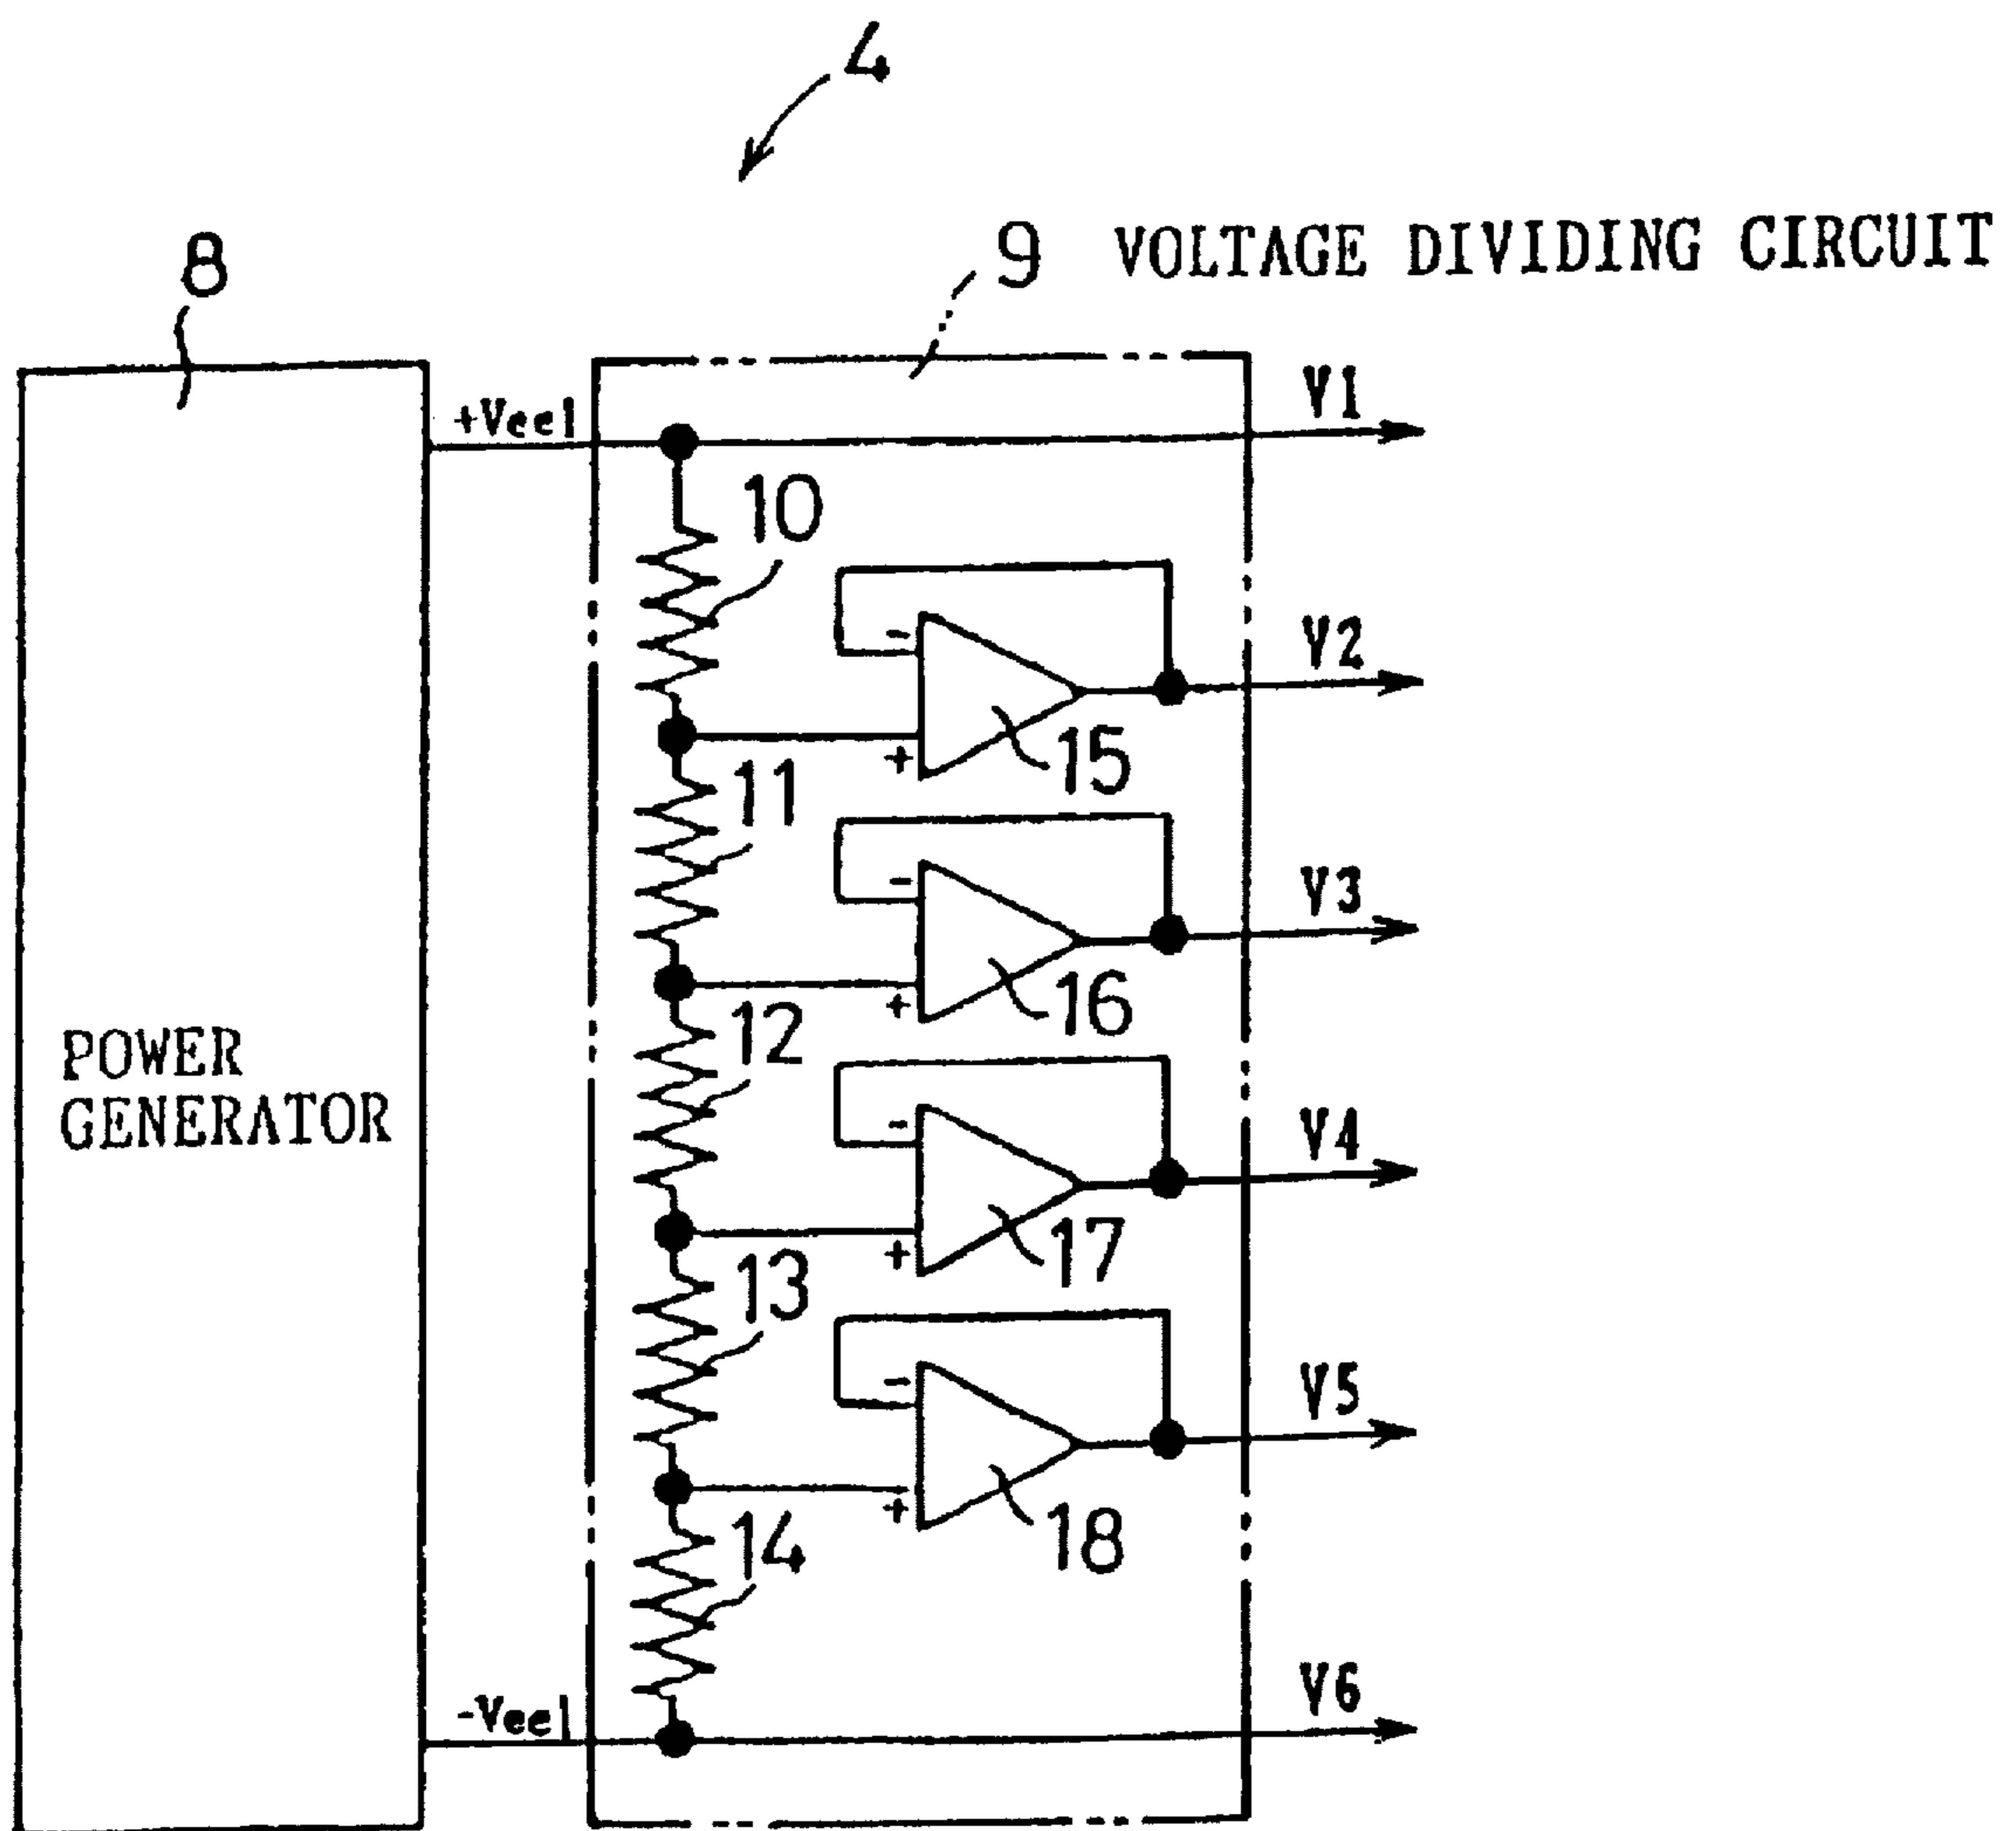 4
8
9 VOLTAGE DIVIDING CIRCUIT
+Vee1
V1
10
-
V2
+
15
11
-
V3
+
16
12
POWER
GENERATOR
-
V4
+
17
13
-
V5
+
18
14
-Vee1
V6